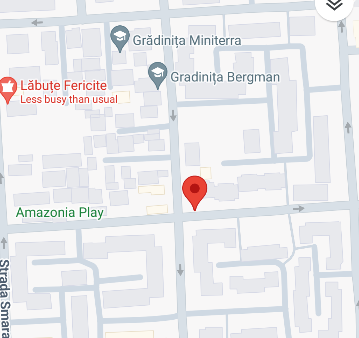 Grădinița Miniterra
Gradinița Bergman
Lăbuțe Fericite
Less busy than usual
Amazonia Play
Strada Smara